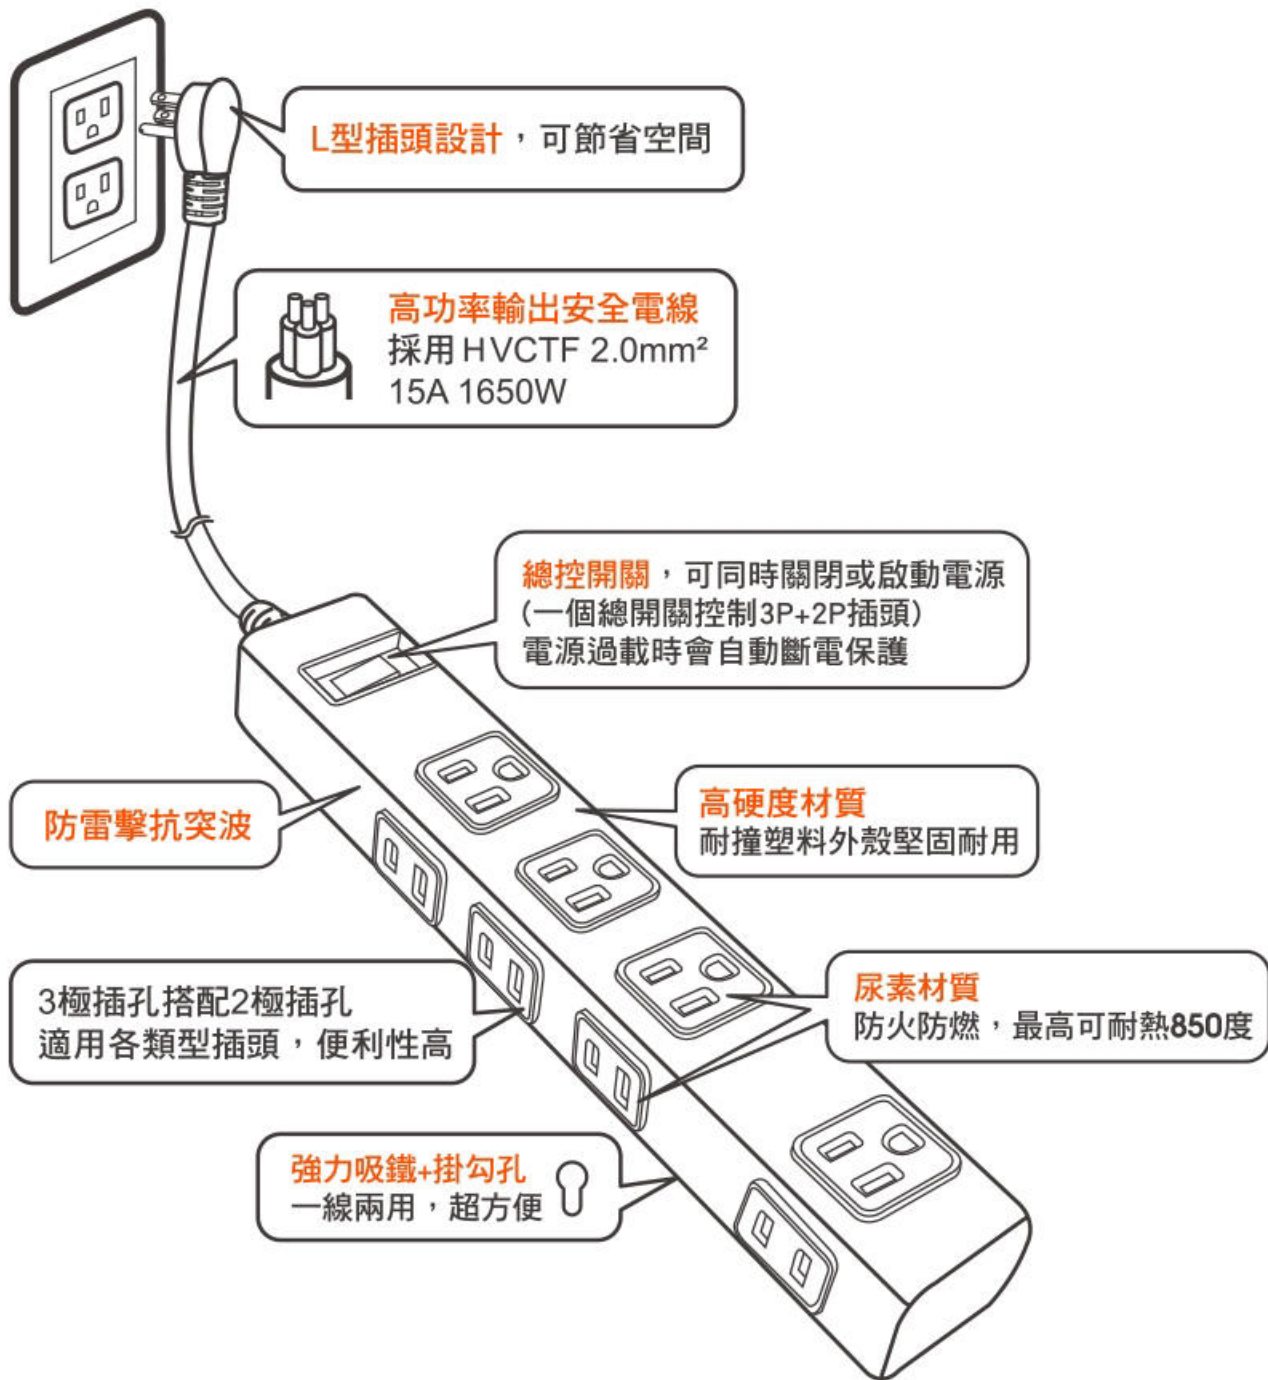 L型插頭設計，可節省空間
高功率輸出安全電線
採用HVCTF 2.0mm²
15A 1650W
總控開關，可同時關閉或啟動電源
(一個總開關控制3P+2P插頭)
電源過載時會自動斷電保護
防雷擊抗突波
高硬度材質
耐撞塑料外殼堅固耐用
3極插孔搭配2極插孔
適用各類型插頭，便利性高
尿素材質
防火防燃，最高可耐熱850度
強力吸鐵+掛勾孔
一線兩用，超方便